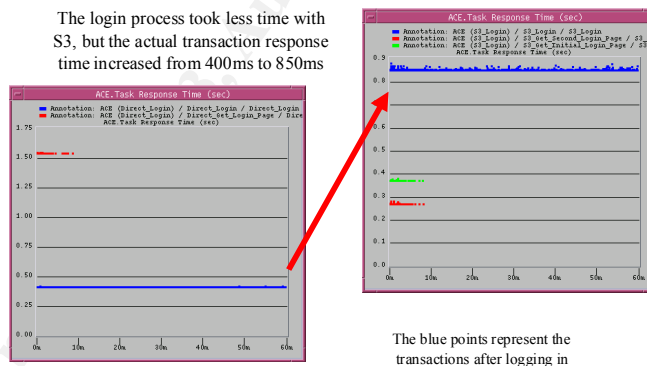 The login process took less time with
S3, but the actual transaction response
time increased from 400ms to 850ms
ACE.Task Response Time (sec)
Annotation: ACE (Direct_Login) / Direct_Login / Direct_Login
Annotation: ACE (Direct_Login) / Direct_Get_Login_Page / Dire
ACE.Task Response Time (sec)
1.75
1.50
1.25
1.00
0.75
0.50
0.25
0.00
0m 10m 20m 30m 40m 50m 60m
ACE.Task Response Time (sec)
Annotation: ACE (S3_Login) / S3_Login / S3_Login
Annotation: ACE (S3_Login) / S3_Get_Second_Login_Page / S3_
Annotation: ACE (S3_Login) / S3_Get_Initial_Login_Page / S3
ACE.Task Response Time (sec)
0.9
0.8
0.6
0.5
0.4
0.3
0.2
0.1
0.0
0m 10m 20m 30m 40m 50m 60m
The blue points represent the
transactions after logging in